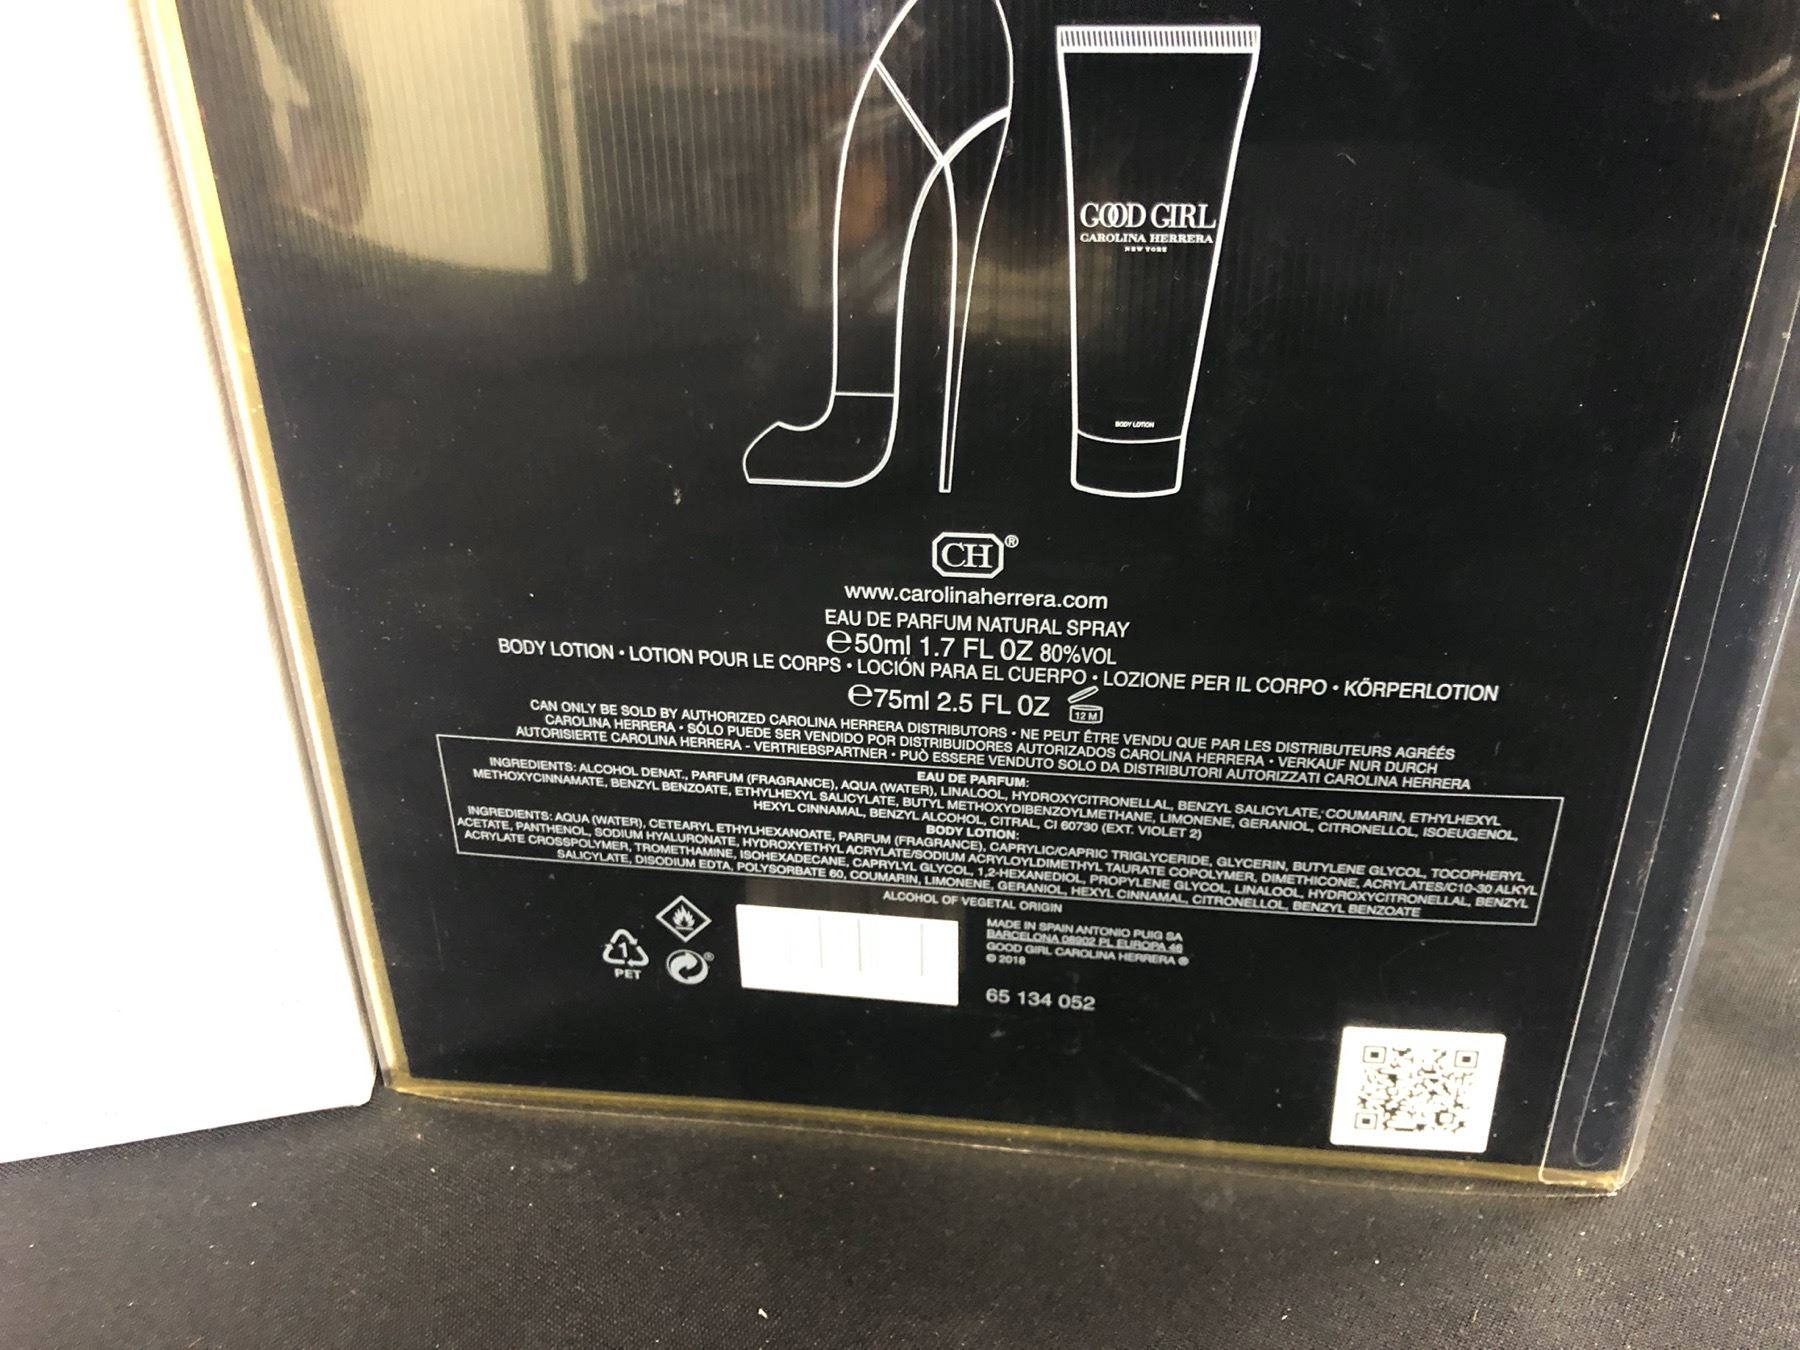 GOOD GIRL
CAROLINA HERRERA
NEW YORK
BODY LOTION
CH®
www.carolinaherrera.com
EAU DE PARFUM NATURAL SPRAY
℮50ml 1.7 FL OZ 80%VOL
BODY LOTION • LOTION POUR LE CORPS • LOCIÓN PARA EL CUERPO • LOZIONE PER IL CORPO • KÖRPERLOTION
℮75ml 2.5 FL OZ 12 M
CAN ONLY BE SOLD BY AUTHORIZED CAROLINA HERRERA DISTRIBUTORS • NE PEUT ÊTRE VENDU QUE PAR LES DISTRIBUTEURS AGRÉÉS
CAROLINA HERRERA • SÓLO PUEDE SER VENDIDO POR DISTRIBUIDORES AUTORIZADOS CAROLINA HERRERA • VERKAUF NUR DURCH
AUTORISIERTE CAROLINA HERRERA - VERTRIEBSPARTNER • PUÒ ESSERE VENDUTO SOLO DA DISTRIBUTORI AUTORIZZATI CAROLINA HERRERA
EAU DE PARFUM:
INGREDIENTS: ALCOHOL DENAT., PARFUM (FRAGRANCE), AQUA (WATER), LINALOOL, HYDROXYCITRONELLAL, BENZYL SALICYLATE, COUMARIN, ETHYLHEXYL
METHOXYCINNAMATE, BENZYL BENZOATE, ETHYLHEXYL SALICYLATE, BUTYL METHOXYDIBENZOYLMETHANE, LIMONENE, GERANIOL, CITRONELLOL, ISOEUGENOL,
HEXYL CINNAMAL, BENZYL ALCOHOL, CITRAL, CI 60730 (EXT. VIOLET 2)
BODY LOTION:
INGREDIENTS: AQUA (WATER), CETEARYL ETHYLHEXANOATE, PARFUM (FRAGRANCE), CAPRYLIC/CAPRIC TRIGLYCERIDE, GLYCERIN, BUTYLENE GLYCOL, TOCOPHERYL
ACETATE, PANTHENOL, SODIUM HYALURONATE, HYDROXYETHYL ACRYLATE/SODIUM ACRYLOYLDIMETHYL TAURATE COPOLYMER, DIMETHICONE, ACRYLATES/C10-30 ALKYL
ACRYLATE CROSSPOLYMER, TROMETHAMINE, ISOHEXADECANE, CAPRYLYL GLYCOL, 1,2-HEXANEDIOL, PROPYLENE GLYCOL, LINALOOL, HYDROXYCITRONELLAL, BENZYL
SALICYLATE, DISODIUM EDTA, POLYSORBATE 60, COUMARIN, LIMONENE, GERANIOL, HEXYL CINNAMAL, CITRONELLOL, BENZYL BENZOATE
ALCOHOL OF VEGETAL ORIGIN
MADE IN SPAIN ANTONIO PUIG SA
BARCELONA 08902 PL EUROPA 46
GOOD GIRL CAROLINA HERRERA ®
© 2018
1
PET
65 134 052